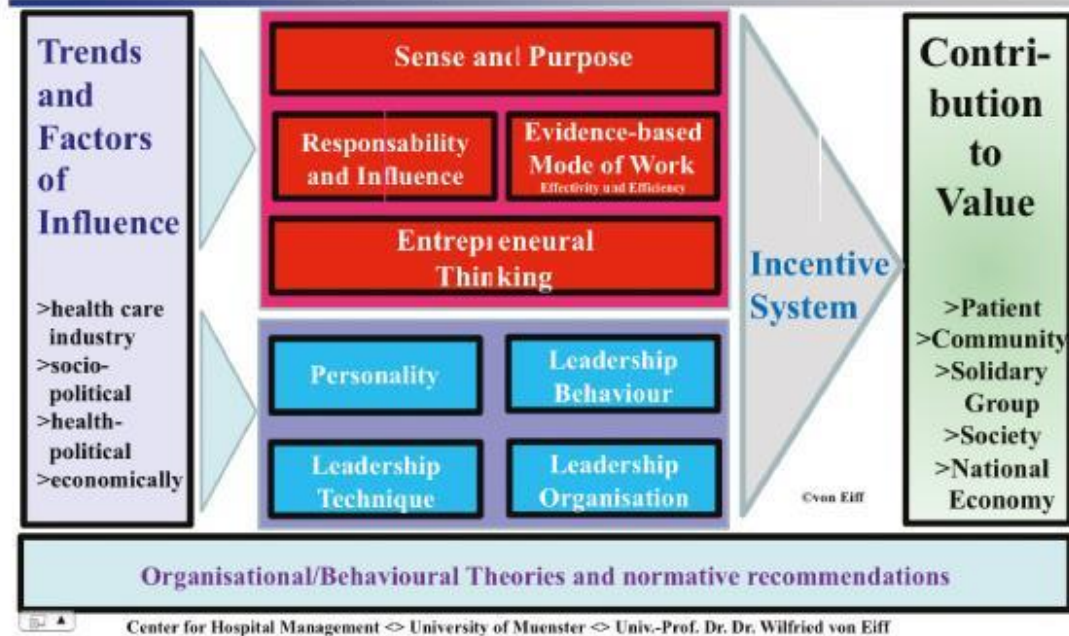 Trends
and
Factors
of
Influence
>health care
industry
>socio-
political
>health-
political
>economically
Sense and Purpose
Responsability
and Influence
Evidence-based
Mode of Work
Effectivity und Efficiency
Entrepreneural
Thinking
Personality
Leadership
Behaviour
Leadership
Technique
Leadership
Organisation
Incentive
System
©von Eiff
Contri-
bution
to
Value
>Patient
>Community
>Solidary
Group
>Society
>National
Economy
Organisational/Behavioural Theories and normative recommendations
Center for Hospital Management <> University of Muenster <> Univ.-Prof. Dr. Dr. Wilfried von Eiff